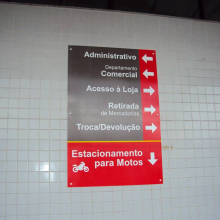 Administrativo
Departamento
Comercial
Acesso à Loja
Retirada
de Mercadorias
Troca/Devolução
Estacionamento
para Motos